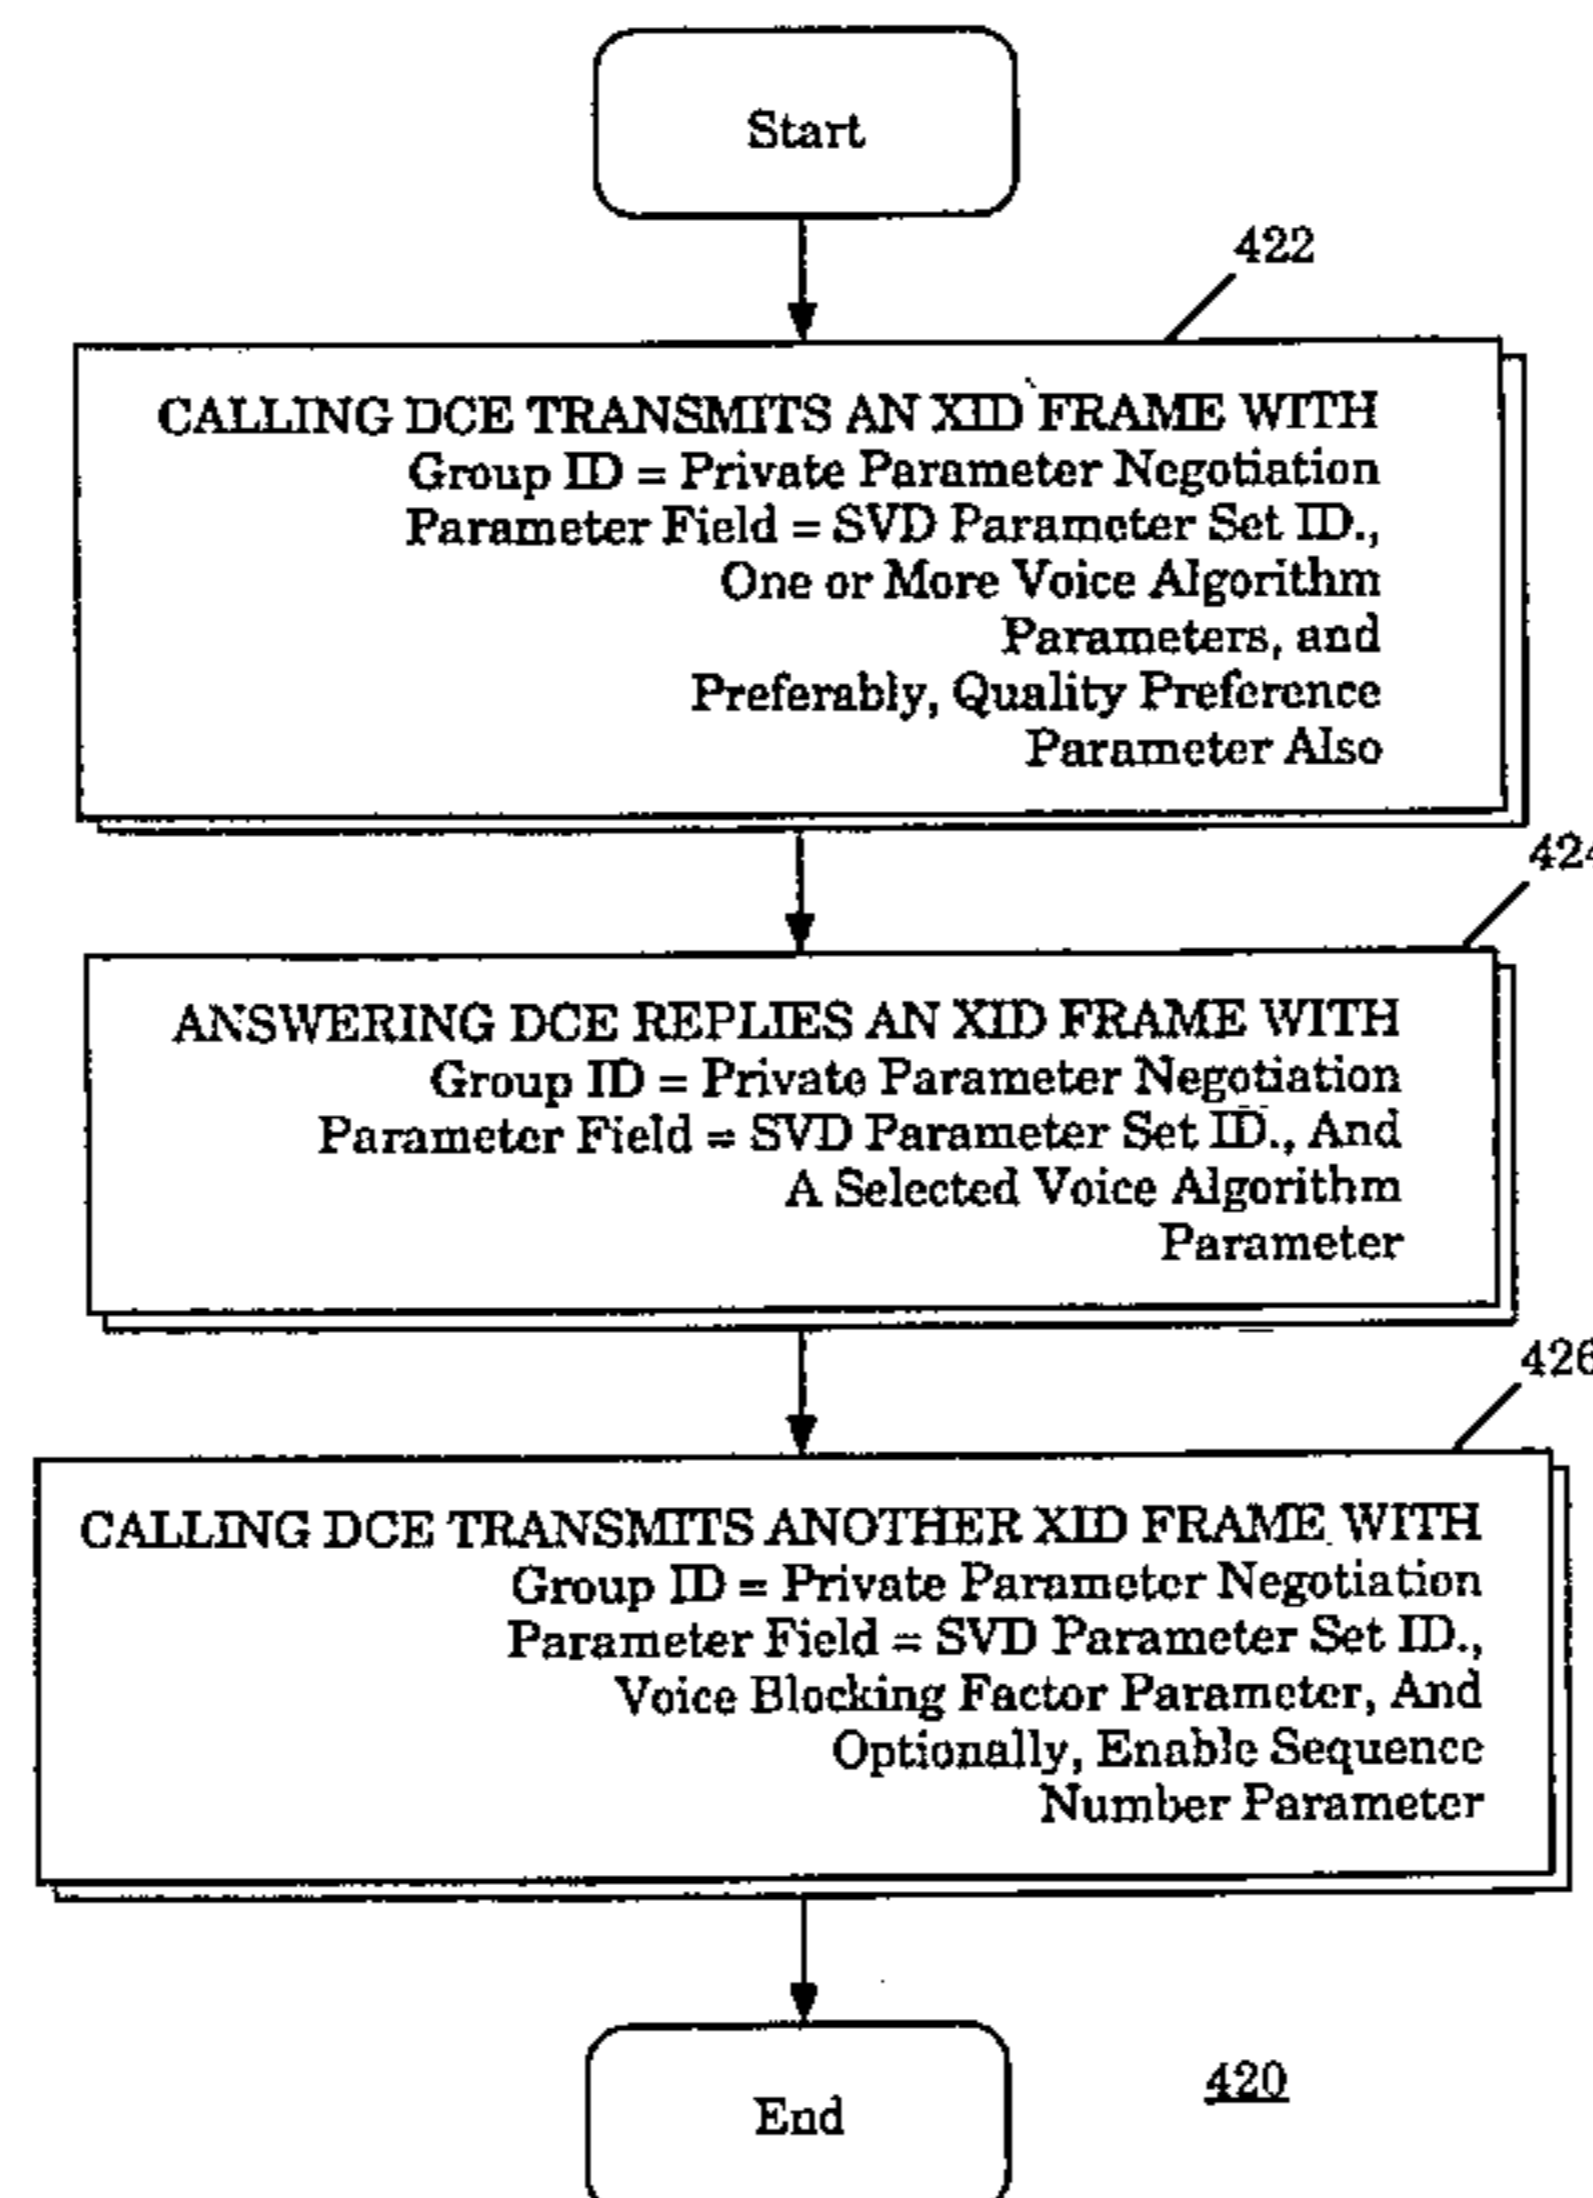 Start
422
CALLING DCE TRANSMITS AN XID FRAME WITH
Group ID = Private Parameter Negotiation
Parameter Field = SVD Parameter Set ID.,
One or More Voice Algorithm
Parameters, and
Preferably, Quality Preference
Parameter Also
424
ANSWERING DCE REPLIES AN XID FRAME WITH
Group ID = Private Parameter Negotiation
Parameter Field = SVD Parameter Set ID., And
A Selected Voice Algorithm
Parameter
426
CALLING DCE TRANSMITS ANOTHER XID FRAME WITH
Group ID = Private Parameter Negotiation
Parameter Field = SVD Parameter Set ID.,
Voice Blocking Factor Parameter, And
Optionally, Enable Sequence
Number Parameter
End
420